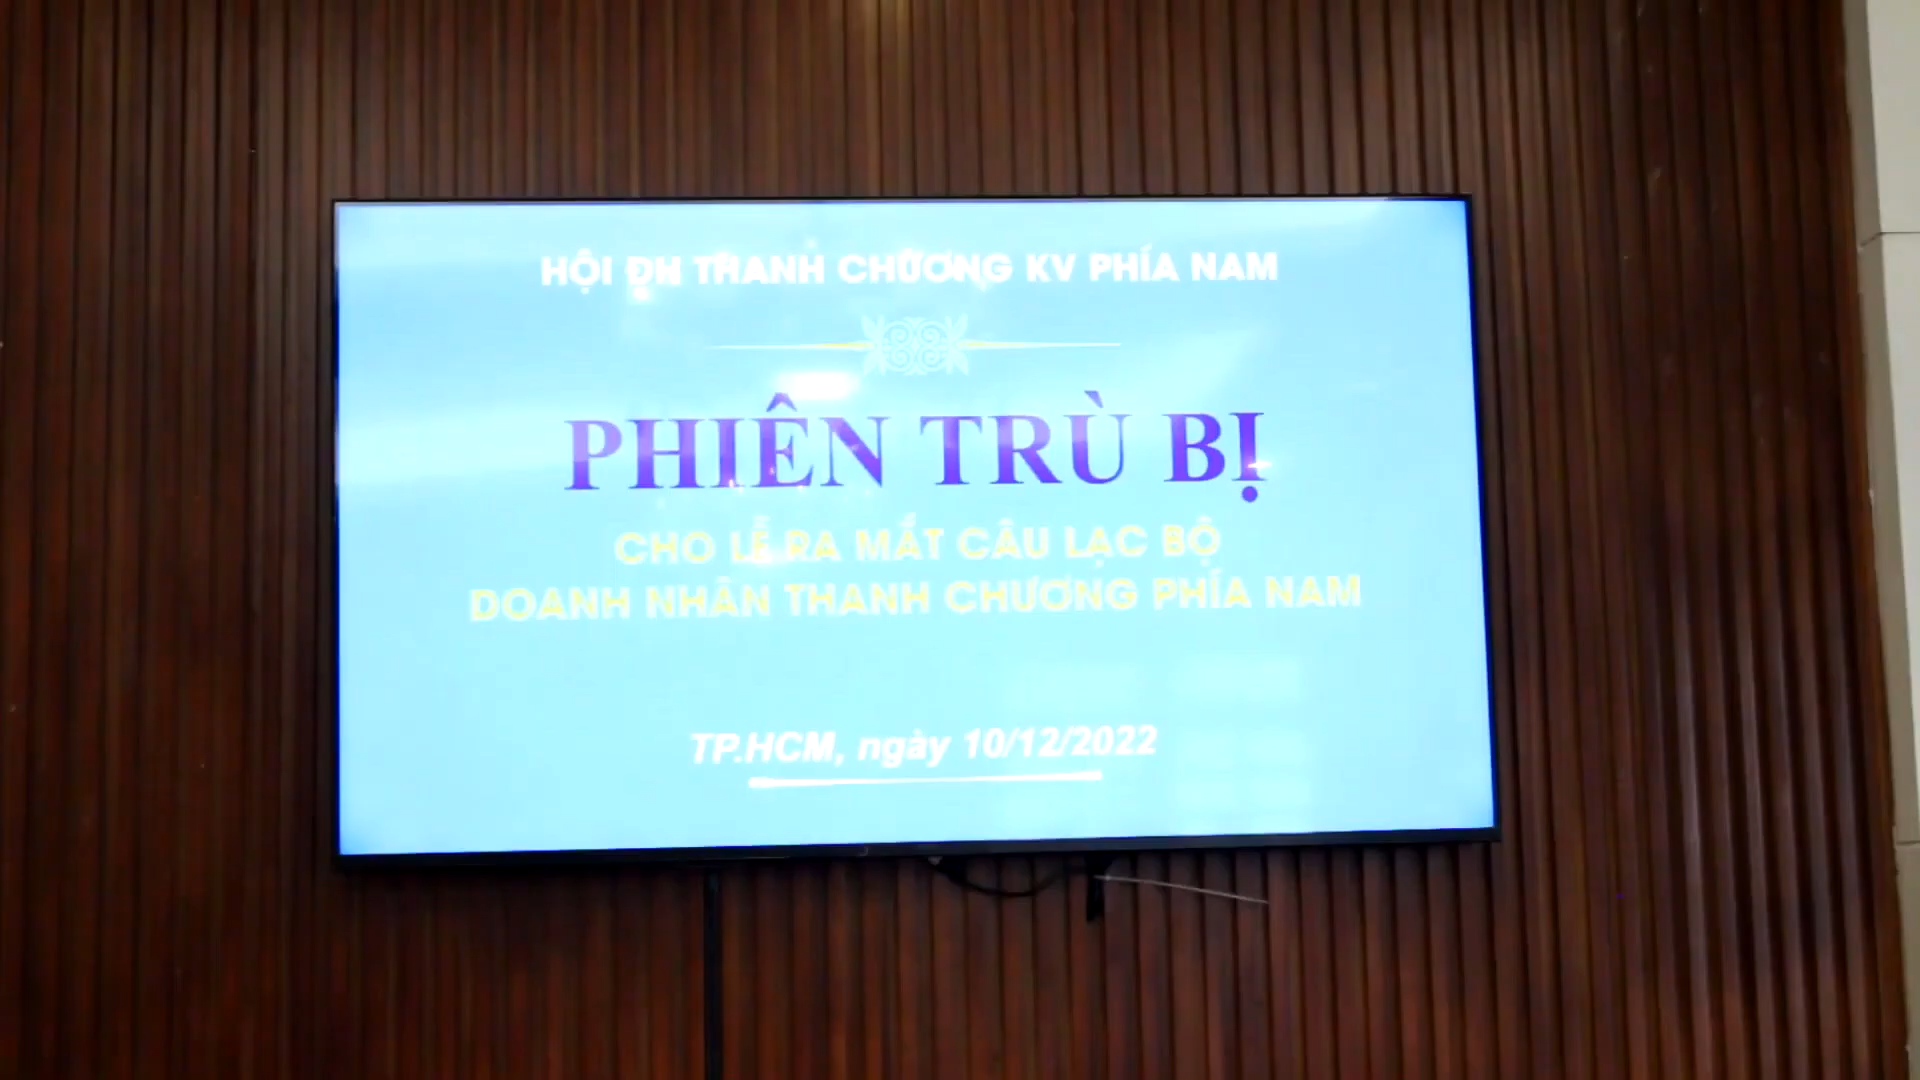 HỘI ĐH THANH CHƯƠNG KV PHÍA NAM
PHIÊN TRÙ BỊ
CHO LỄ RA MẮT CÂU LẠC BỘ
DOANH NHÂN THANH CHƯƠNG PHÍA NAM
TP.HCM, ngày 10/12/2022